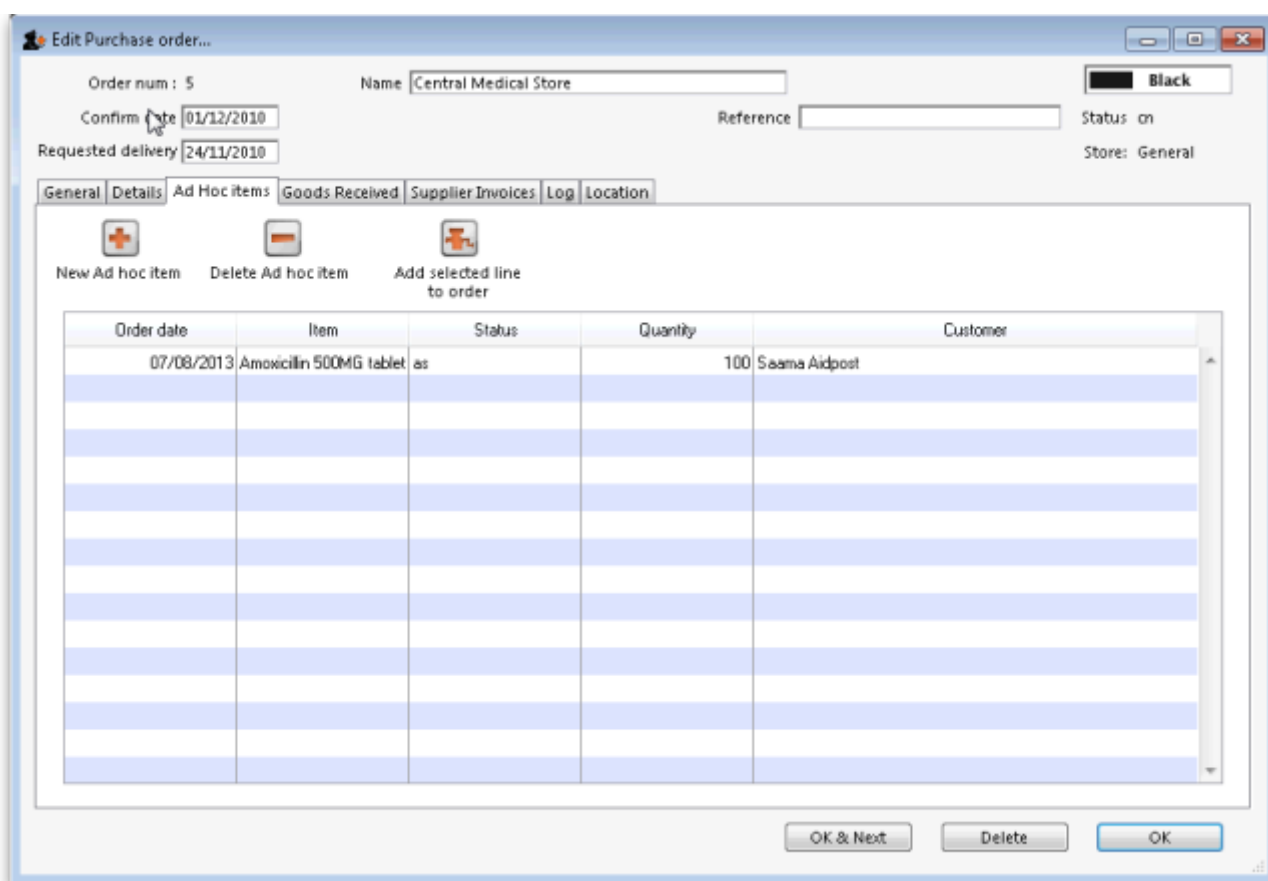 Edit Purchase order...
Order num : 5 Name Central Medical Store Black
Confirm date 01/12/2010 Reference Status cn
Requested delivery 24/11/2010 Store: General
General Details Ad Hoc items Goods Received Supplier Invoices Log Location
New Ad hoc item Delete Ad hoc item Add selected line
to order
Order date Item Status Quantity Customer
07/08/2013 Amoxicillin 500MG tablet as 100 Saama Aidpost
OK & Next Delete OK